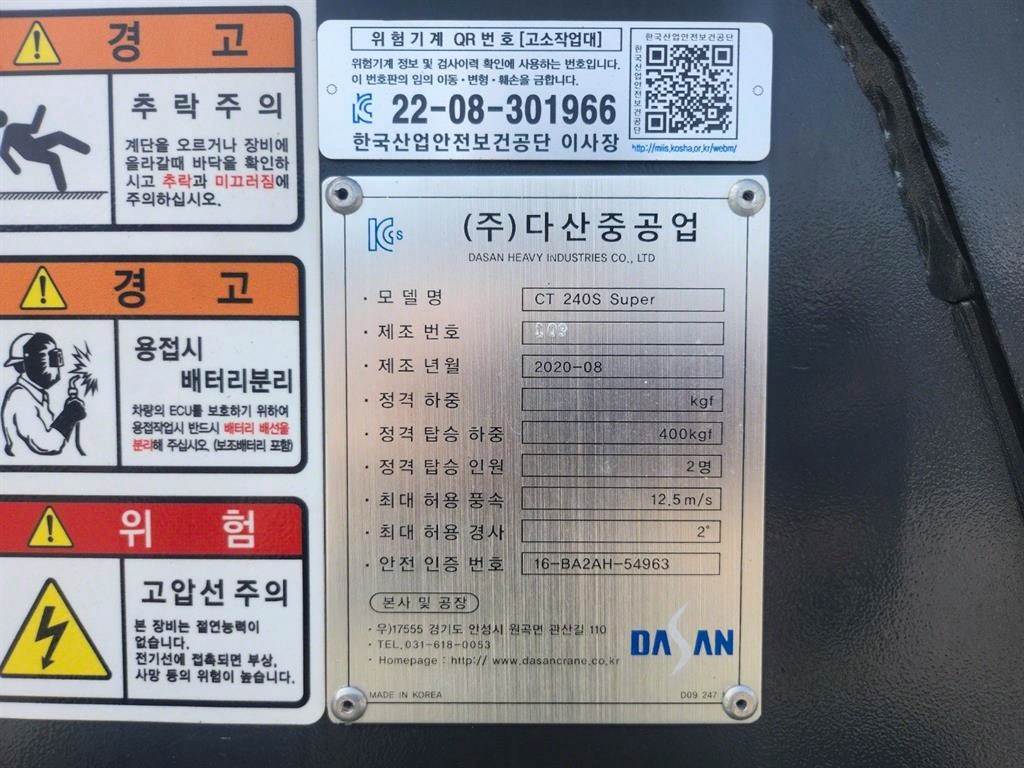 경 고
추락주의
계단을 오르거나 장비에
올라갈때 바닥을 확인하
시고 추락과 미끄러짐에
주의하십시오.
경 고
용접시
배터리분리
차량의 ECU를 보호하기 위하여
용접작업시 반드시 배터리 배선을
분리해 주십시오. (보조배터리 포함)
위 험
고압선주의
본 장비는 절연능력이
없습니다.
전기선에 접촉되면 부상,
사망 등의 위험이 높습니다.
위험기계 QR번호 [고소작업대]
위험기계 정보 및 검사이력 확인에 사용하는 번호입니다.
이 번호판의 임의 이동·변형·훼손을 금합니다.
22-08-301966
한국산업안전보건공단 이사장
한국산업안전보건공단
한국산업안전보건공단
http://miis.kosha.or.kr/webm/
S
(주)다산중공업
DASAN HEAVY INDUSTRIES CO., LTD
· 모델명 CT 240S Super
· 제조 번호
· 제조 년월 2020-08
· 정격 하중 kgf
· 정격 탑승 하중 400kgf
· 정격 탑승 인원 2명
· 최대 허용 풍속 12.5m/s
· 최대 허용 경사 2°
· 안전 인증 번호 16-BA2AH-54963
본사 및 공장
· 우)17555 경기도 안성시 원곡면 관산길 110
· TEL.031-618-0053
· Homepage : http:// www.dasancrane.co.kr
DASAN
MADE IN KOREA
D09 247